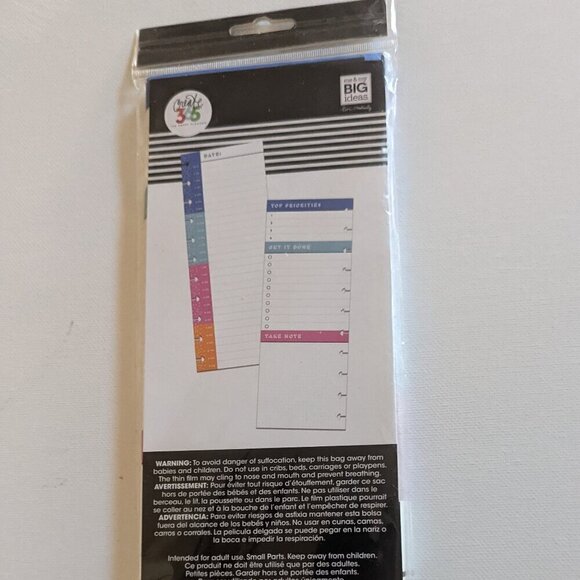 me & my
BIG
ideas
Create
365
THE HAPPY PLANNER
DATE:
TOP PRIORITIES
1
2
3
GET IT DONE
TAKE NOTE
WARNING: To avoid danger of suffocation, keep this bag away from
babies and children. Do not use in cribs, beds, carriages or playpens.
The thin film may cling to nose and mouth and prevent breathing.
AVERTISSEMENT: Pour éviter tout risque d'étouffement, garder ce sac
hors de portée des bébés et des enfants. Ne pas utiliser dans le
berceau, le lit, la poussette ou dans le parc. Le film plastique pourrait
se coller au nez et à la bouche de l'enfant et l'empêcher de respirer.
ADVERTENCIA: Para evitar riesgos de asfixia mantener esta bolsa
fuera del alcance de los bebés y niños. No usar en cunas, camas,
carros o corrales. La pelicula delgada se puede pegar en la nariz o
la boca e impedir la respiración.
Intended for adult use. Small Parts. Keep away from children.
Ce produit ne doit être utilisé que par des adultes.
Petites pièces. Garder hors de portée des enfants.